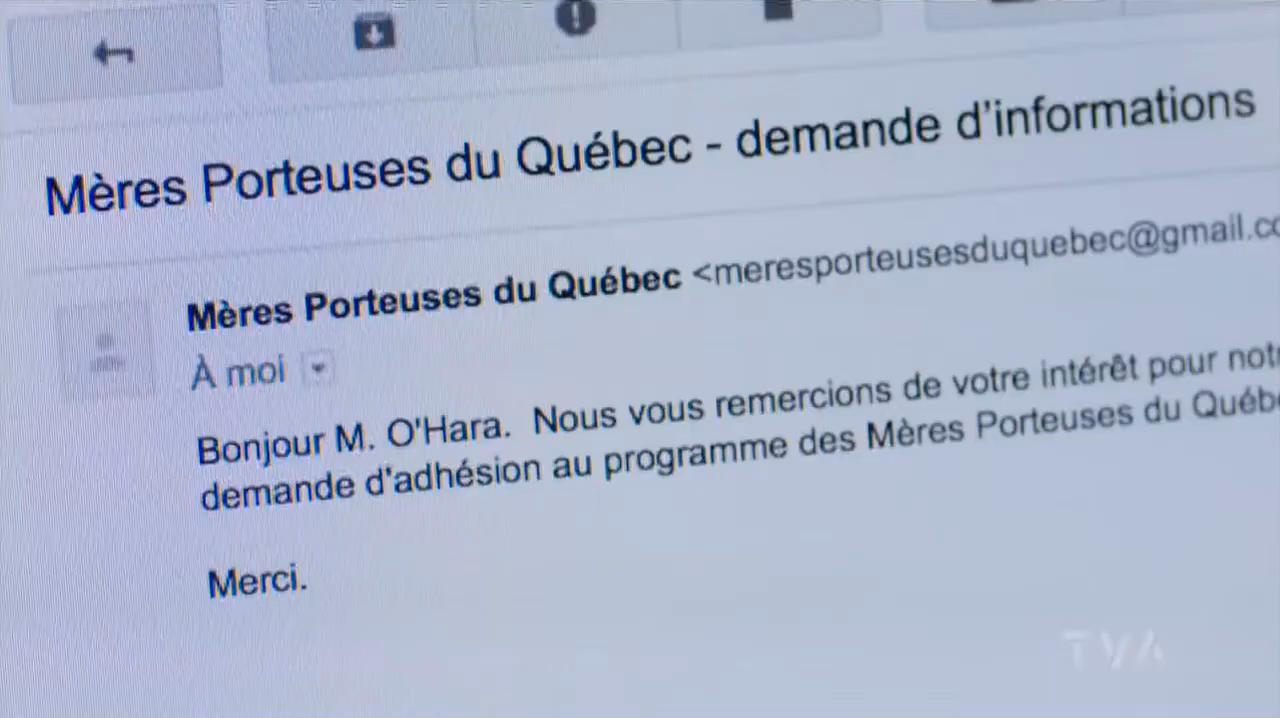 Mères Porteuses du Québec - demande d'informations
Mères Porteuses du Québec <meresporteusesduquebec@gmail.co
À moi
Bonjour M. O'Hara. Nous vous remercions de votre intérêt pour notr
demande d'adhésion au programme des Mères Porteuses du Québe
Merci.
TVA